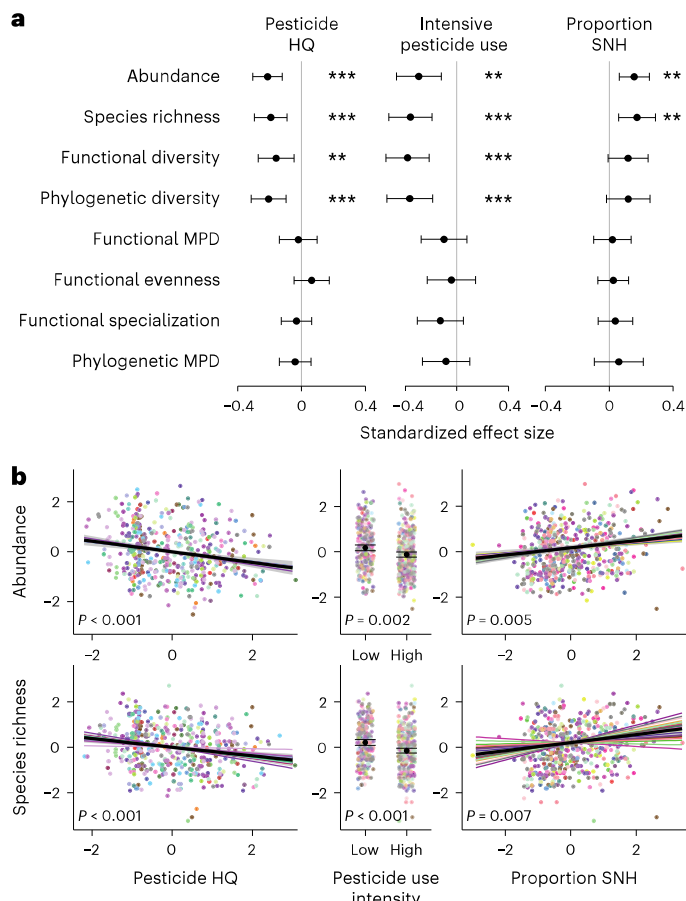 a
Pesticide
HQ
Intensive
pesticide use
Proportion
SNH
Abundance *** ** **
Species richness *** *** **
Functional diversity ** ***
Phylogenetic diversity *** ***
Functional MPD
Functional evenness
Functional specialization
Phylogenetic MPD
−0.4 0 0.4 −0.4 0 0.4 −0.4 0 0.4
Standardized effect size
b
Abundance
2
0
−2
P < 0.001
−2 0 2
2
0
−2
P = 0.002
Low High
2
0
−2
P = 0.005
−2 0 2
Species richness
2
0
−2
P < 0.001
−2 0 2
Pesticide HQ
2
0
−2
P < 0.001
Low High
Pesticide use
intensity
2
0
−2
P = 0.007
−2 0 2
Proportion SNH